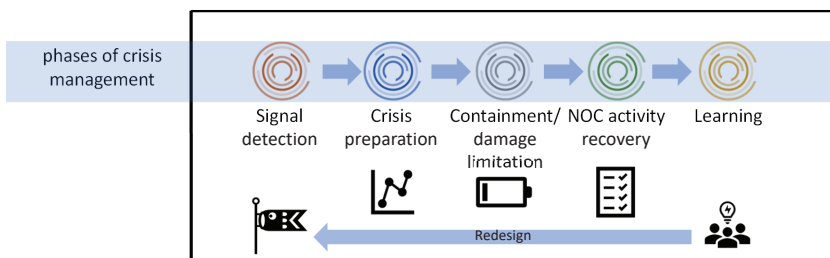 phases of crisis
management
Signal
detection
Crisis
preparation
Containment/
damage
limitation
NOC activity
recovery
Learning
Redesign